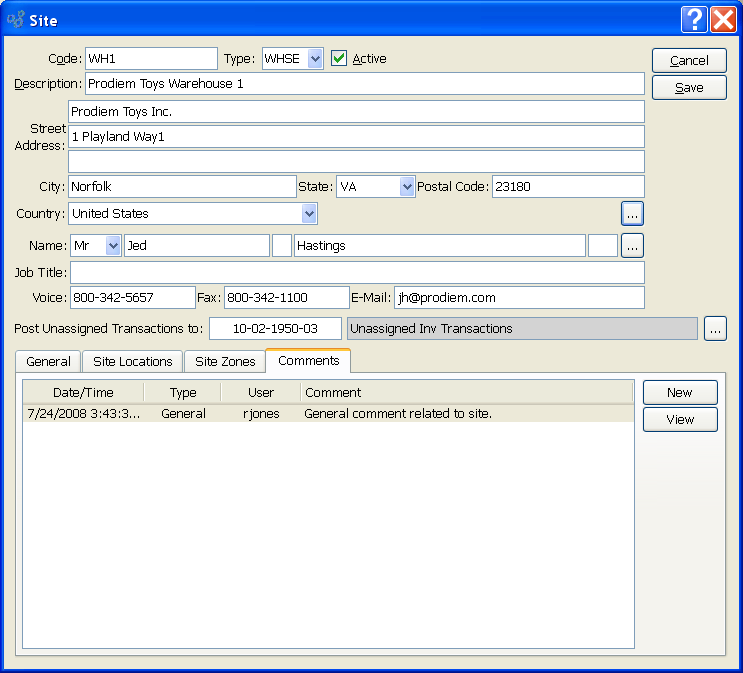 Site
Code: WH1 Type: WHSE Active Cancel
Description: Prodiem Toys Warehouse 1 Save
Prodiem Toys Inc.
Street Address: 1 Playland Way1
City: Norfolk State: VA Postal Code: 23180
Country: United States ...
Name: Mr Jed Hastings ...
Job Title:
Voice: 800-342-5657 Fax: 800-342-1100 E-Mail: jh@prodiem.com
Post Unassigned Transactions to: 10-02-1950-03 Unassigned Inv Transactions ...
General Site Locations Site Zones Comments
Date/Time Type User Comment New
7/24/2008 3:43:3... General rjones General comment related to site.
View